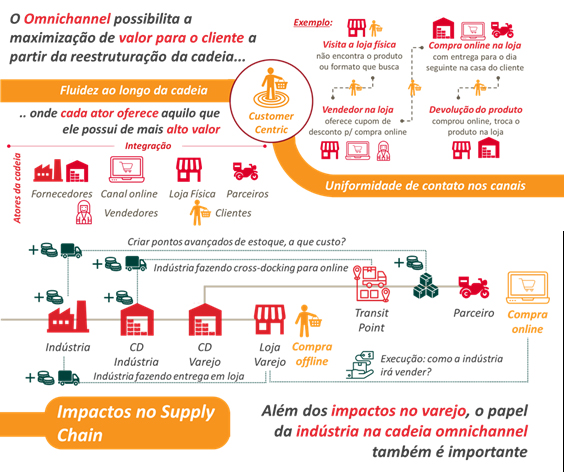 O Omnichannel possibilita a
maximização de valor para o cliente a
partir da reestruturação da cadeia...
Fluidez ao longo da cadeia
.. onde cada ator oferece aquilo que
ele possui de mais alto valor
Customer
Centric
Exemplo:
Visita a loja física
não encontra o produto
ou formato que busca
Compra online na loja
com entrega para o dia
seguinte na casa do cliente
Vendedor na loja
oferece cupom de
desconto p/ compra online
Devolução do produto
comprou online, troca o
produto na loja
Uniformidade de contato nos canais
Integração
Atores da cadeia
Fornecedores
Canal online
Loja Física
Parceiros
Vendedores
Clientes
Criar pontos avançados de estoque, a que custo?
Indústria fazendo cross-docking para online
Indústria
CD
Indústria
CD
Varejo
Loja
Varejo
Compra
offline
Transit
Point
Parceiro
Compra
online
Indústria fazendo entrega em loja
Execução: como a indústria
irá vender?
Impactos no Supply
Chain
Além dos impactos no varejo, o papel
da indústria na cadeia omnichannel
também é importante